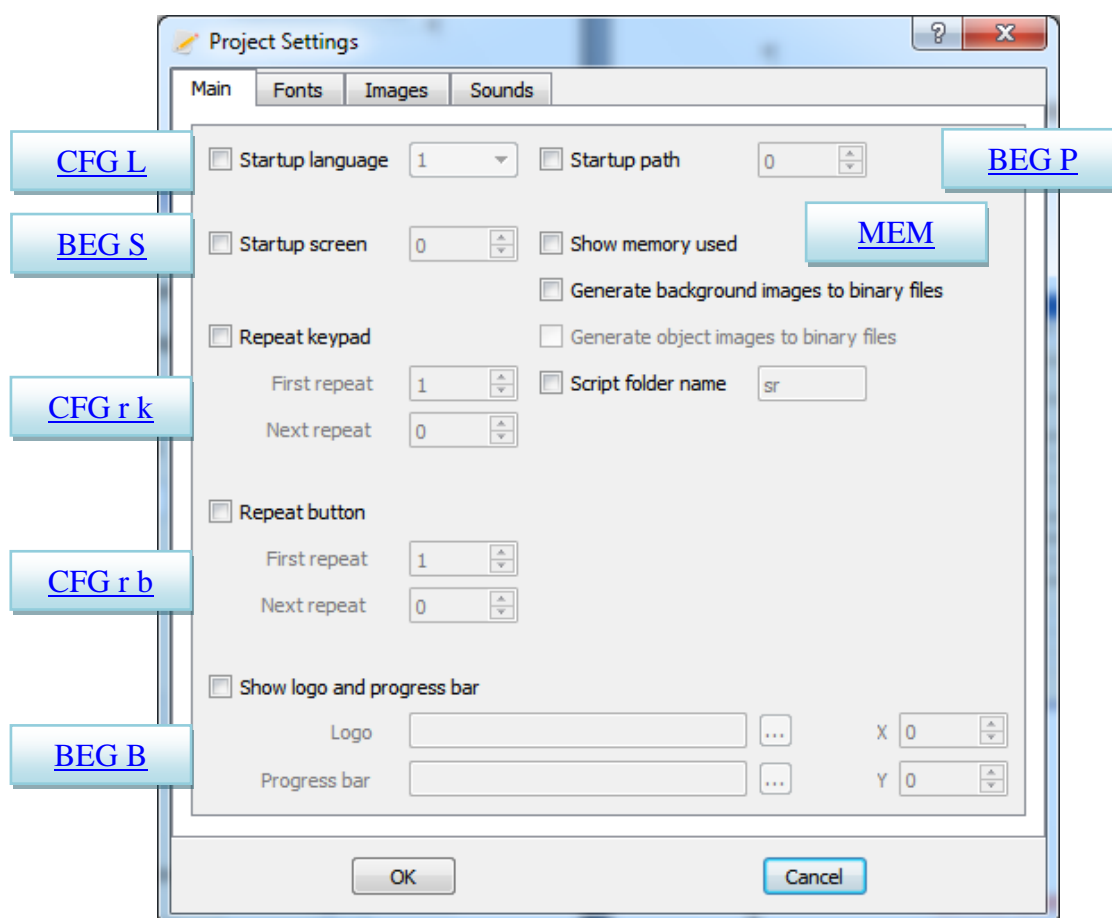 Project Settings
Main Fonts Images Sounds
CFG L Startup language 1 Startup path 0 BEG P
BEG S Startup screen 0 Show memory used MEM
Generate background images to binary files
Repeat keypad Generate object images to binary files
CFG r k First repeat 1 Script folder name sr
Next repeat 0
Repeat button
CFG r b First repeat 1
Next repeat 0
Show logo and progress bar
BEG B Logo ... X 0
Progress bar ... Y 0
OK Cancel